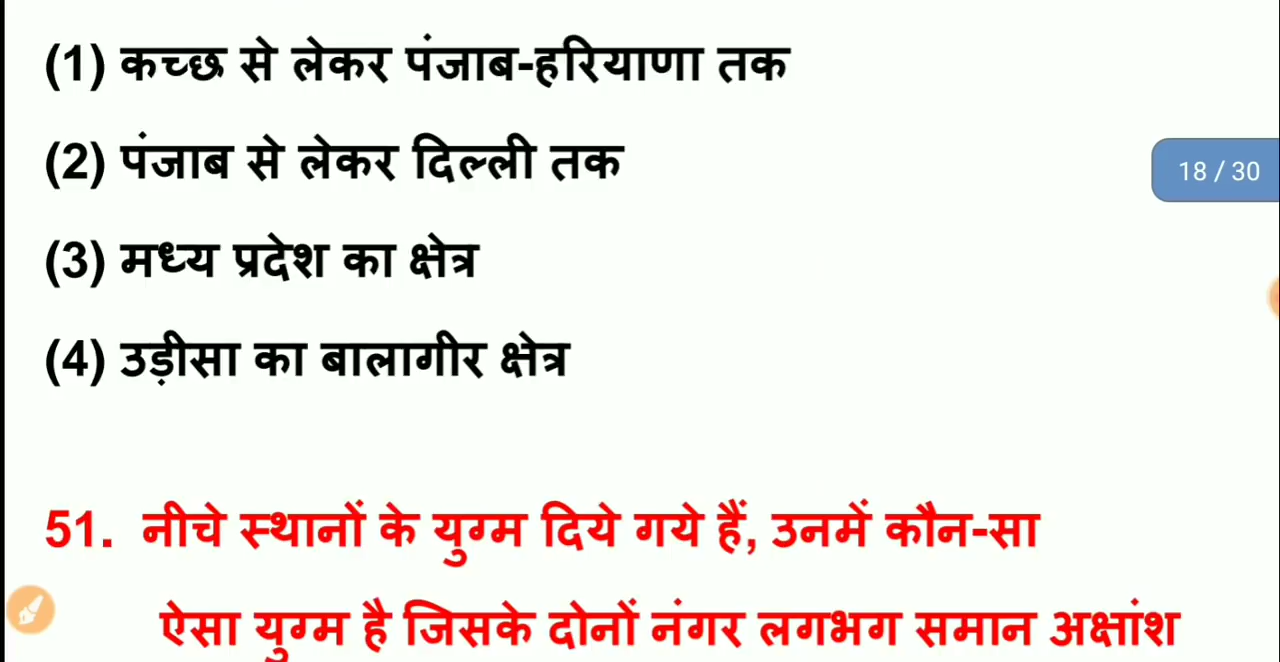 (1) कच्छ से लेकर पंजाब-हरियाणा तक
(2) पंजाब से लेकर दिल्ली तक
18 / 30
(3) मध्य प्रदेश का क्षेत्र
(4) उड़ीसा का बालागीर क्षेत्र
51. नीचे स्थानों के युग्म दिये गये हैं, उनमें कौन-सा
ऐसा युग्म है जिसके दोनों नंगर लगभग समान अक्षांश